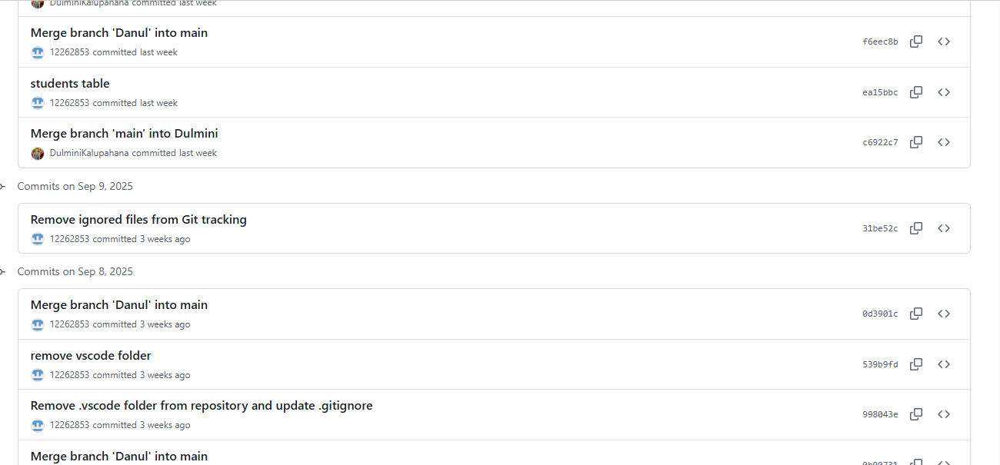 DulminiKalupahana committed last week
Merge branch 'Danul' into main
f6eec8b
12262853 committed last week
students table
ea15bbc
12262853 committed last week
Merge branch 'main' into Dulmini
c6922c7
DulminiKalupahana committed last week
Commits on Sep 9, 2025
Remove ignored files from Git tracking
31be52c
12262853 committed 3 weeks ago
Commits on Sep 8, 2025
Merge branch 'Danul' into main
0d3901c
12262853 committed 3 weeks ago
remove vscode folder
539b9fd
12262853 committed 3 weeks ago
Remove .vscode folder from repository and update .gitignore
998043e
12262853 committed 3 weeks ago
Merge branch 'Danul' into main